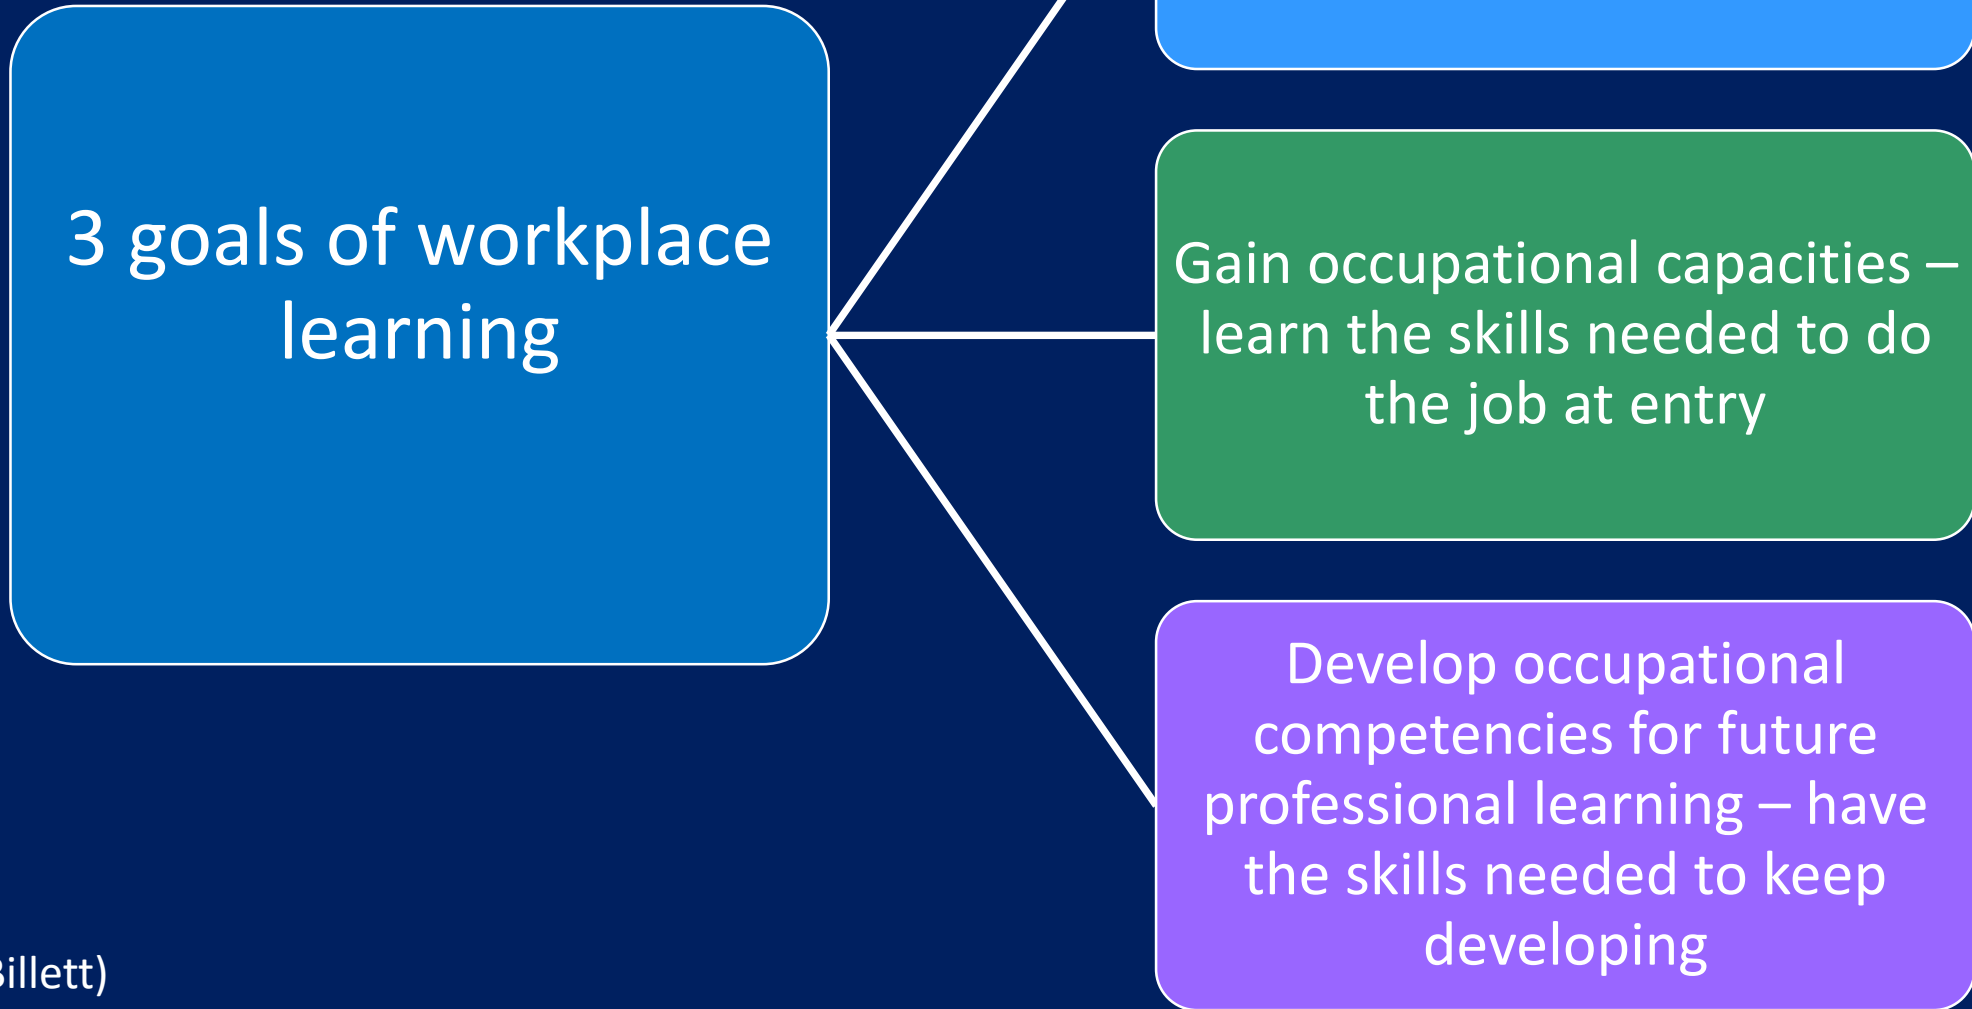 3 goals of workplace
learning
Gain occupational capacities –
learn the skills needed to do
the job at entry
Develop occupational
competencies for future
professional learning – have
the skills needed to keep
developing
illett)